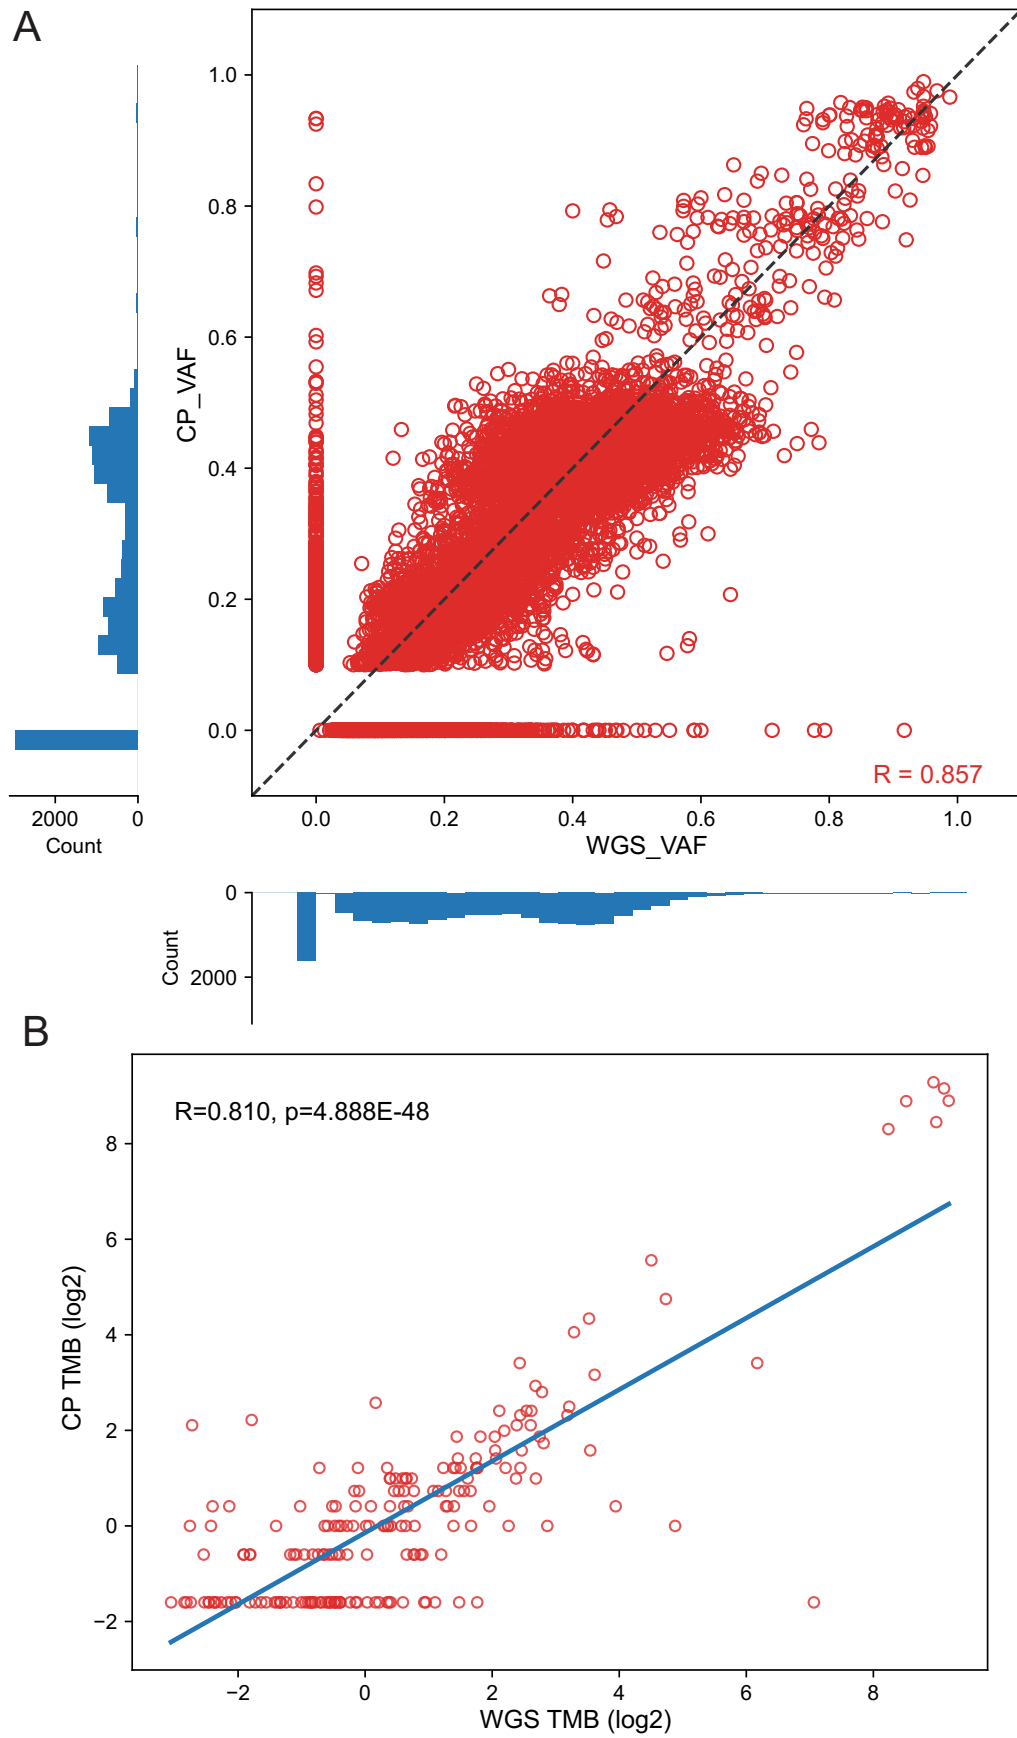 A
1.0
0.8
0.6
0.4
0.2
0.0
CP_VAF
R = 0.857
2000 0
Count
0.0 0.2 0.4 0.6 0.8 1.0
WGS_VAF
0
2000
Count
B
R=0.810, p=4.888E-48
8
6
4
2
0
−2
CP TMB (log2)
−2 0 2 4 6 8
WGS TMB (log2)